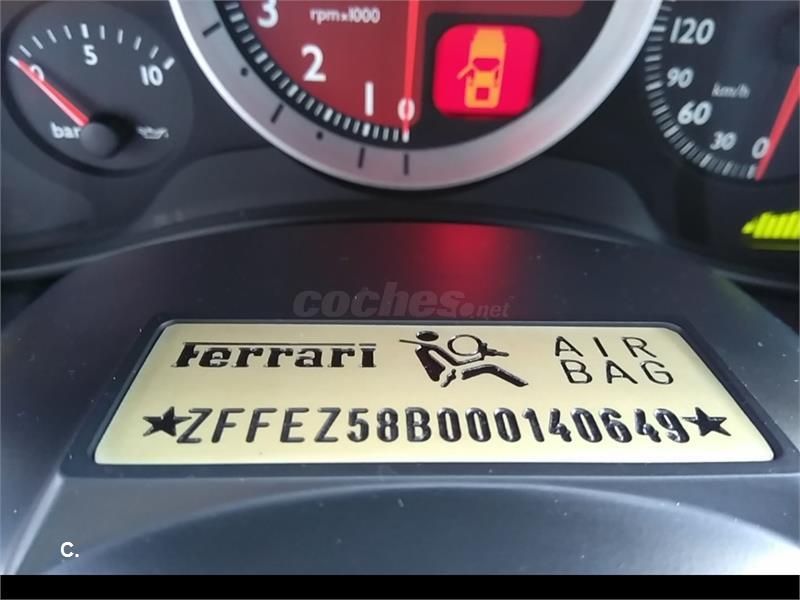 3
rpm×1000
2
1
0
0
5
10
bar
120
90
km/h
60
30
0
coches.net
Ferrari
AIR
BAG
★ZFFEZ58B000140649★
C.